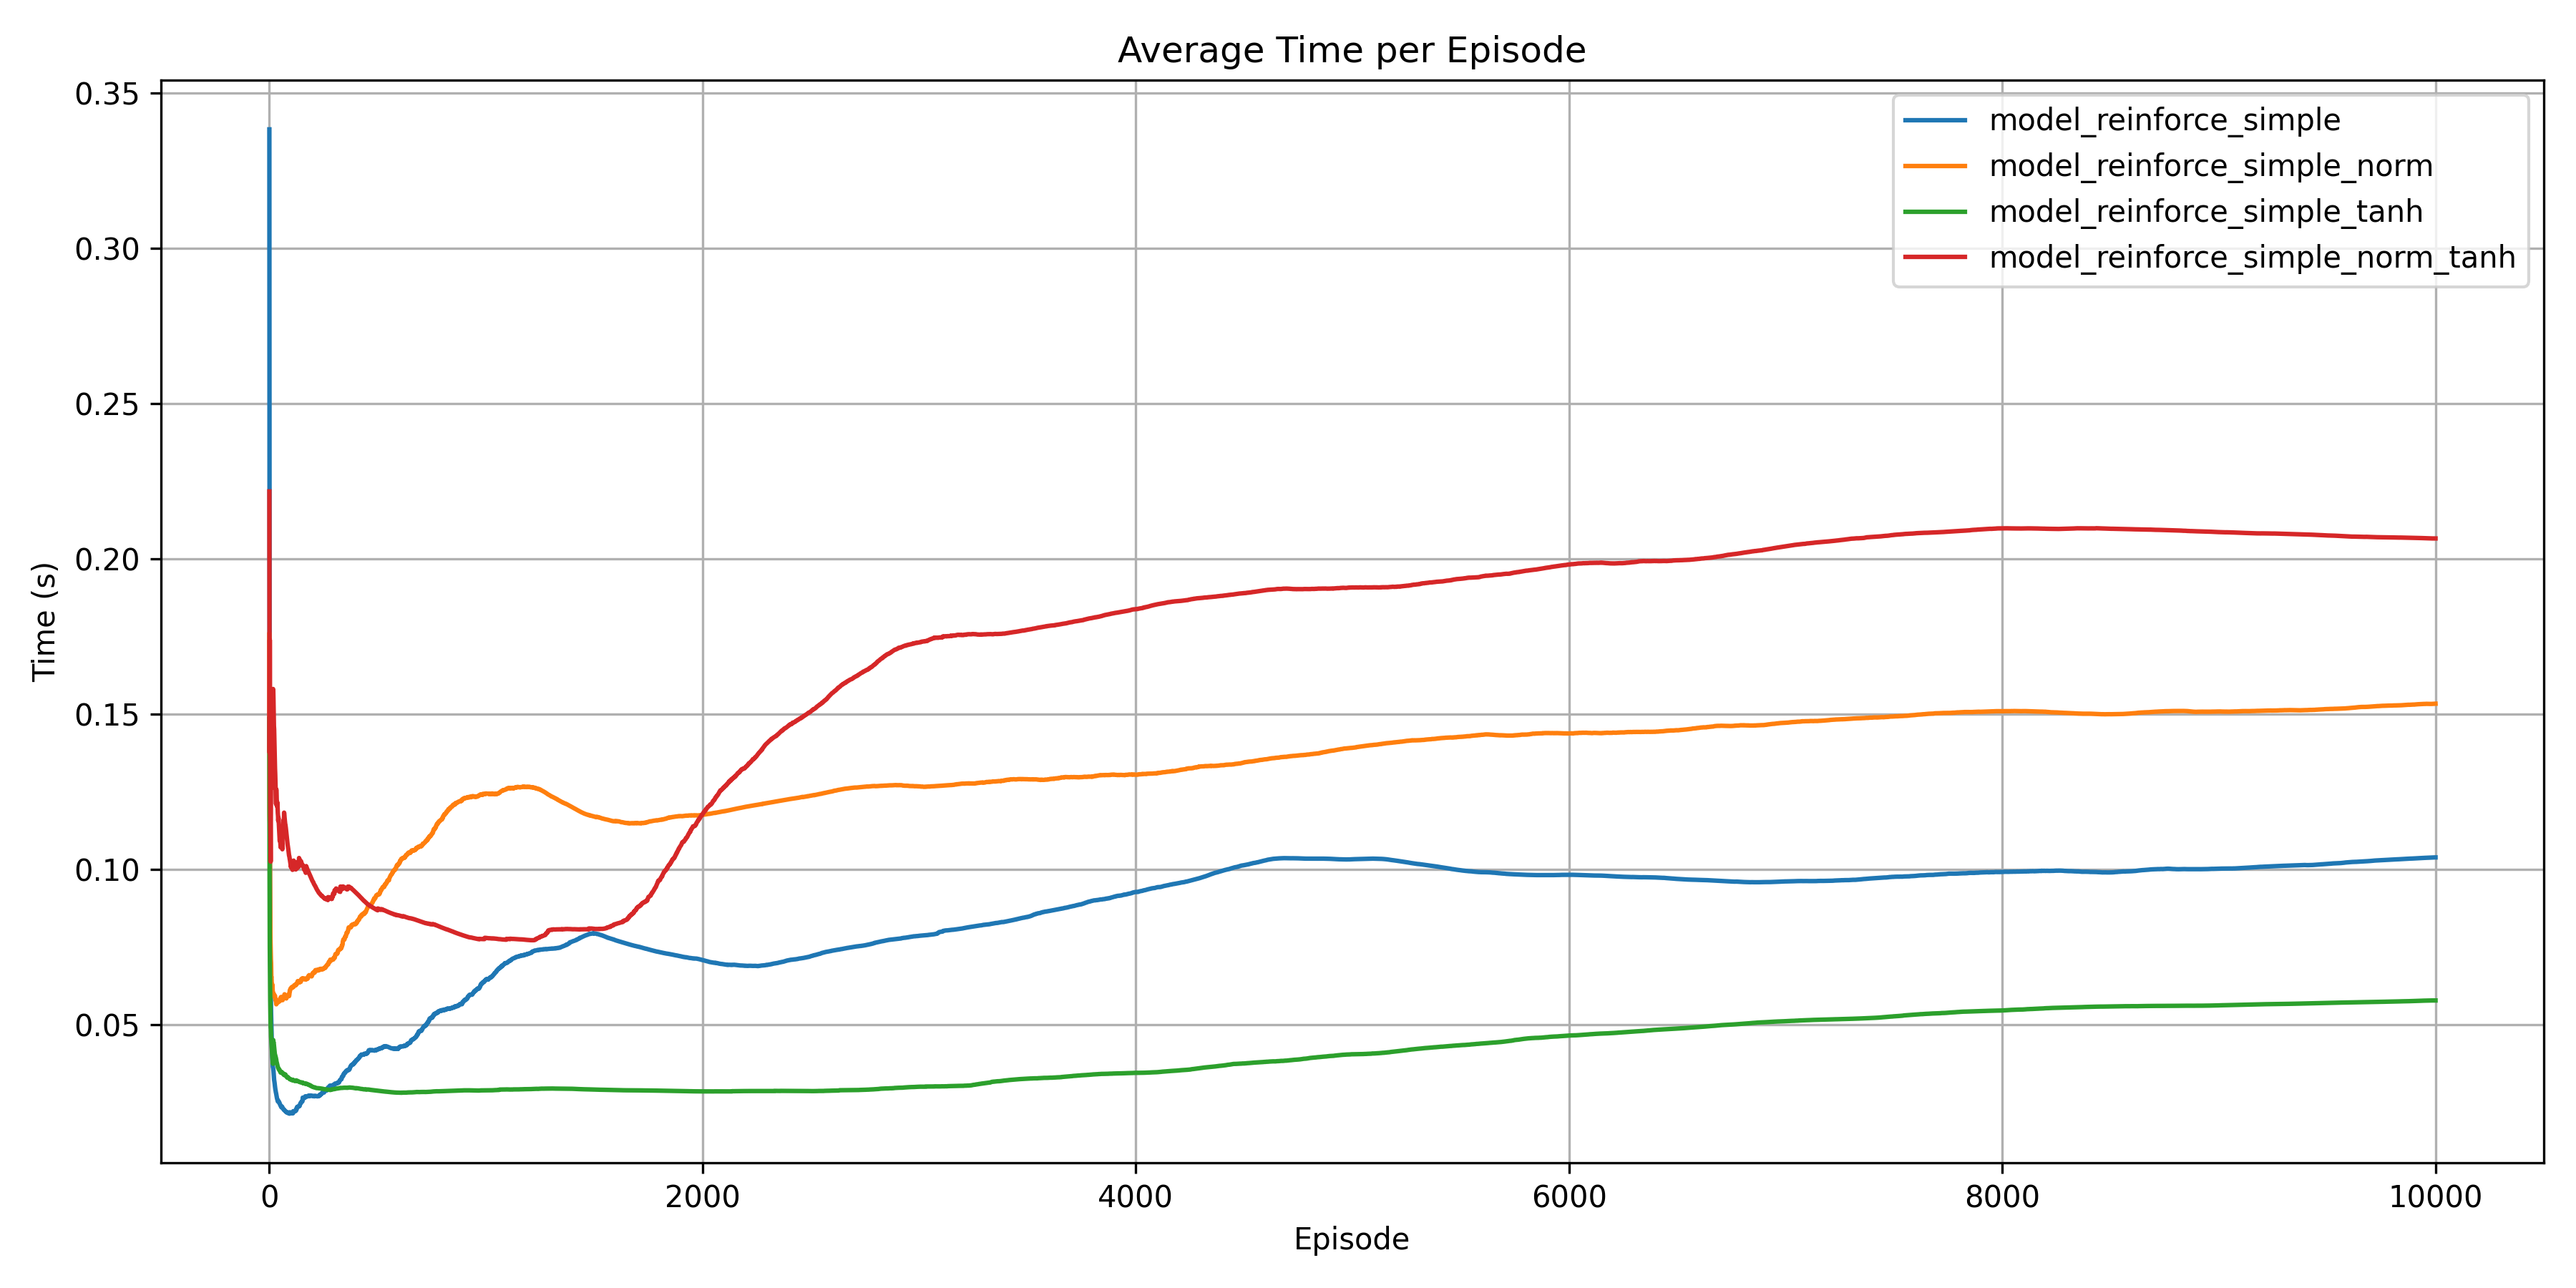 Average Time per Episode
0.35
0.30
0.25
0.20
0.15
0.10
0.05
Time (s)
model_reinforce_simple
model_reinforce_simple_norm
model_reinforce_simple_tanh
model_reinforce_simple_norm_tanh
0 2000 4000 6000 8000 10000
Episode